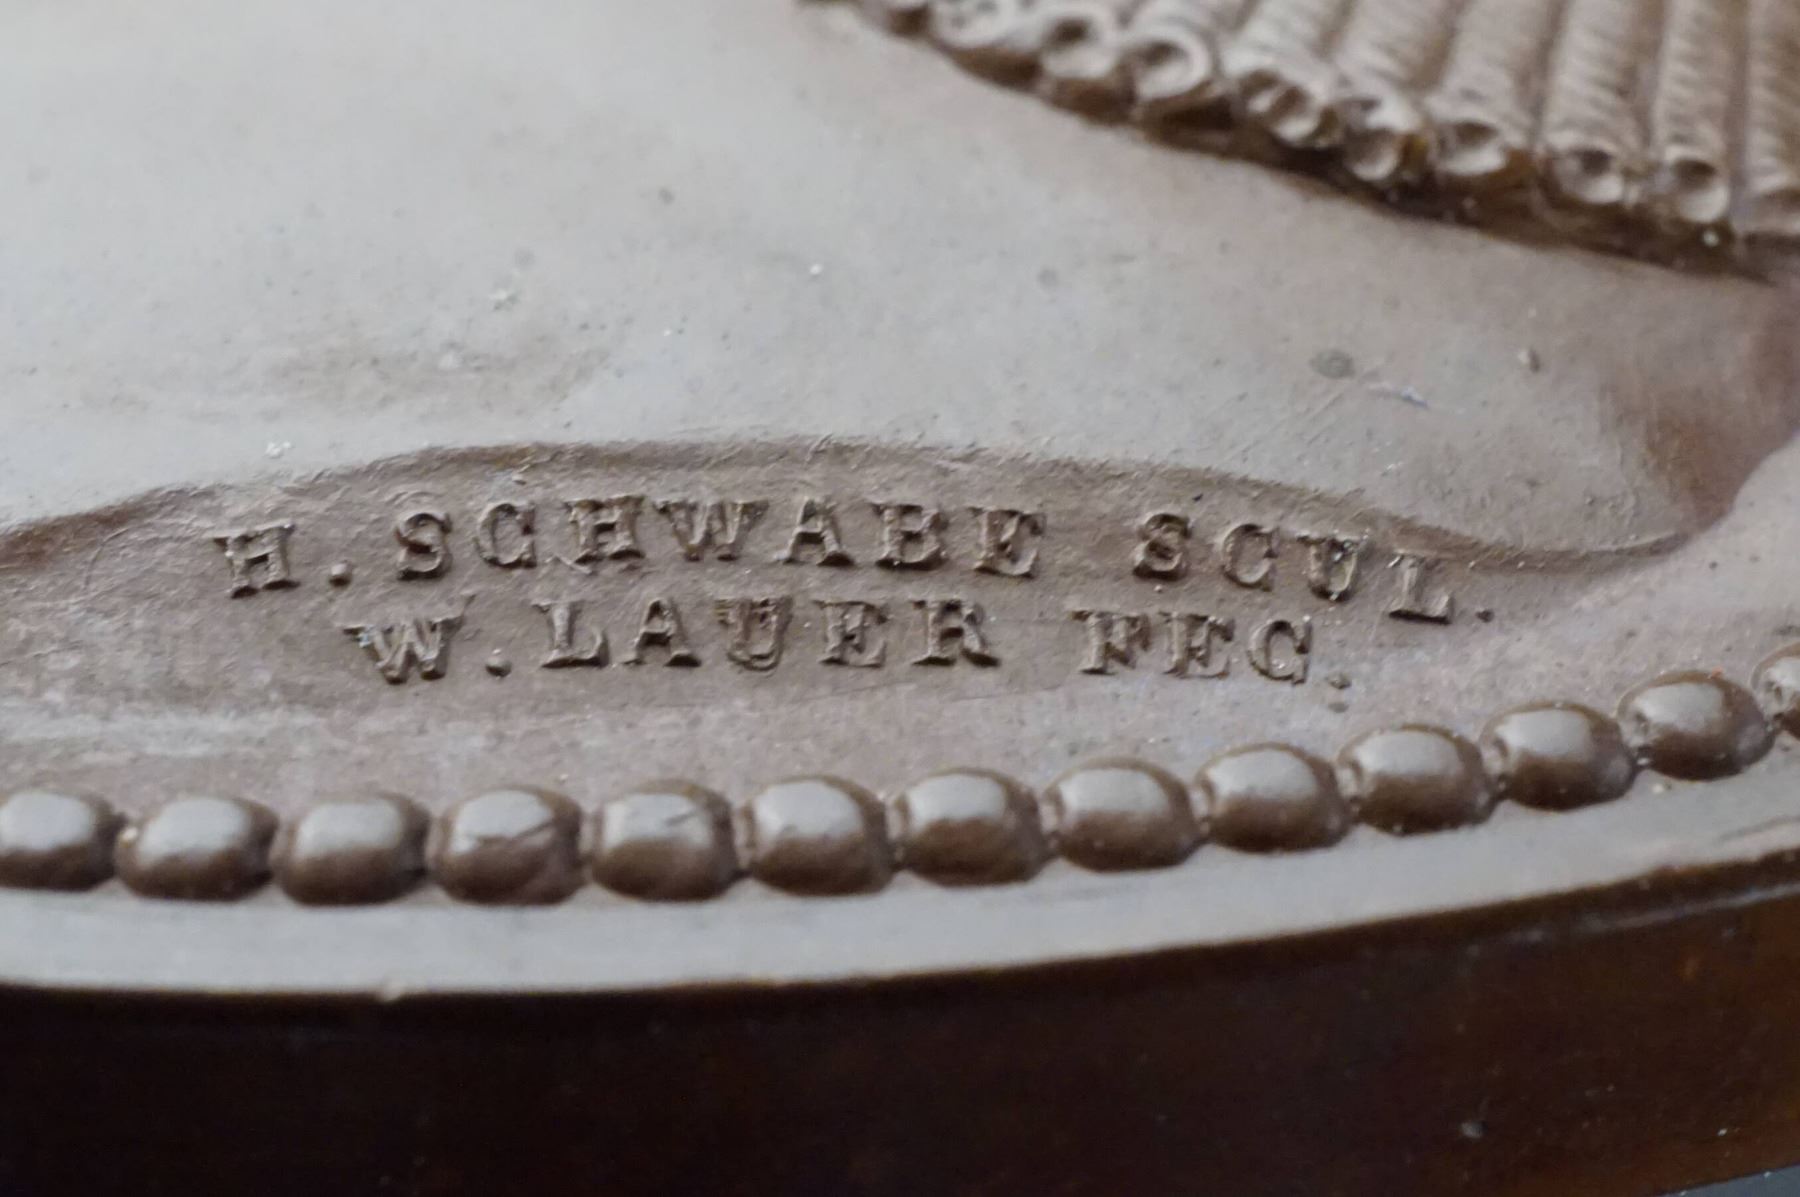 H. SCHWABE SCUL.
W. LAUER FEC.